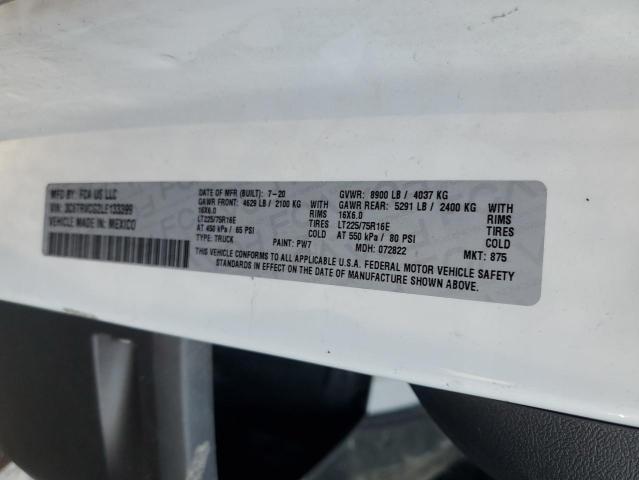 MFD BY: FCA US LLC
DATE OF MFR (BUILT): 7-20
GVWR: 8900 LB / 4037 KG
VIN: 3C6TRVCG2LE133399
GAWR FRONT: 4629 LB / 2100 KG WITH
GAWR REAR: 5291 LB / 2400 KG WITH
VEHICLE MADE IN: MEXICO
16X6.0 RIMS
16X6.0 RIMS
LT225/75R16E TIRES
LT225/75R16E TIRES
AT 450 kPa / 65 PSI COLD
AT 550 kPa / 80 PSI COLD
TYPE: TRUCK PAINT: PW7 MDH: 072822 MKT: 875
THIS VEHICLE CONFORMS TO ALL APPLICABLE U.S.A. FEDERAL MOTOR VEHICLE SAFETY
STANDARDS IN EFFECT ON THE DATE OF MANUFACTURE SHOWN ABOVE.